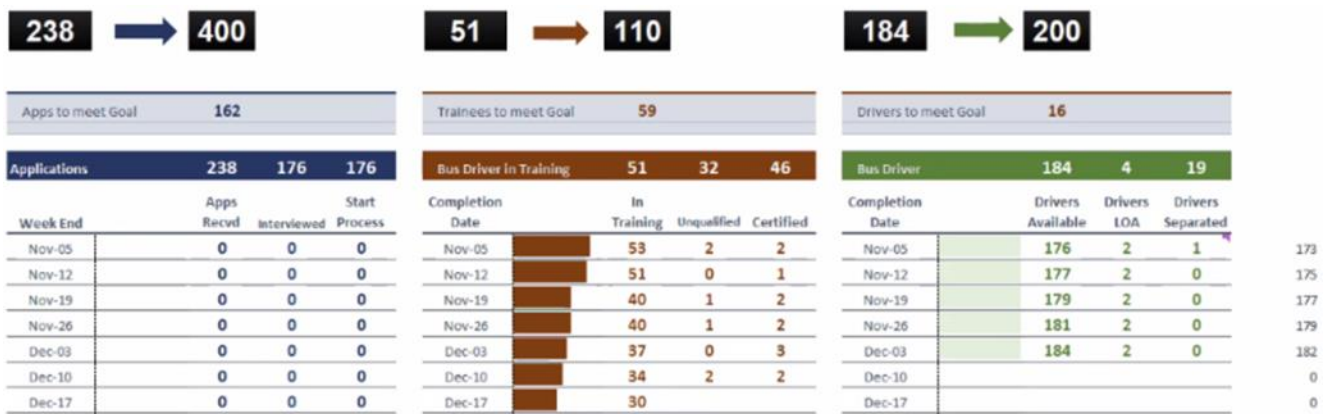 238 400 51 110 184 200
Apps to meet Goal 162 Trainees to meet Goal 59 Drivers to meet Goal 16
Applications 238 176 176 Bus Driver in Training 51 32 46 Bus Driver 184 4 19
Apps Start Completion In Completion Drivers Drivers Drivers
Week End Recvd Interviewed Process Date Training Unqualified Certified Date Available LOA Separated
Nov-05 0 0 0 Nov-05 53 2 2 Nov-05 176 2 1 173
Nov-12 0 0 0 Nov-12 51 0 1 Nov-12 177 2 0 175
Nov-19 0 0 0 Nov-19 40 1 2 Nov-19 179 2 0 177
Nov-26 0 0 0 Nov-26 40 1 2 Nov-26 181 2 0 179
Dec-03 0 0 0 Dec-03 37 0 3 Dec-03 184 2 0 182
Dec-10 0 0 0 Dec-10 34 2 2 Dec-10 0
Dec-17 0 0 0 Dec-17 30 Dec-17 0